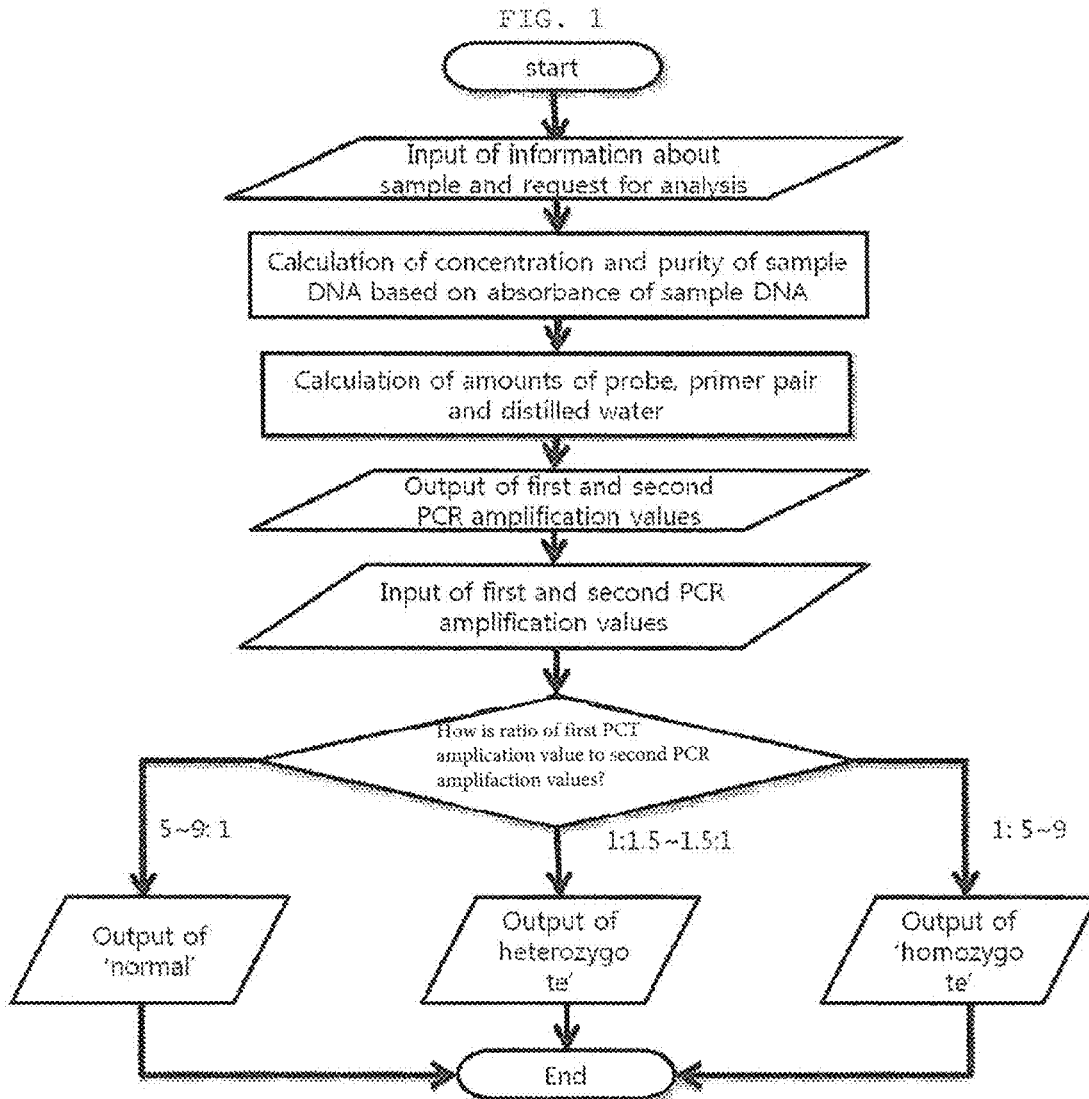 FIG. 1
start
Input of information about
sample and request for analysis
Calculation of concentration and purity of sample
DNA based on absorbance of sample DNA
Calculation of amounts of probe, primer pair
and distilled water
Output of first and second
PCR amplification values
Input of first and second PCR
amplification values
How is ratio of first PCT
amplication value to second PCR
amplifaction values?
5~9: 1
1:1.5~1.5:1
1: 5~9
Output of
'normal'
Output of
heterozygo
te'
Output of
'homozygo
te'
End